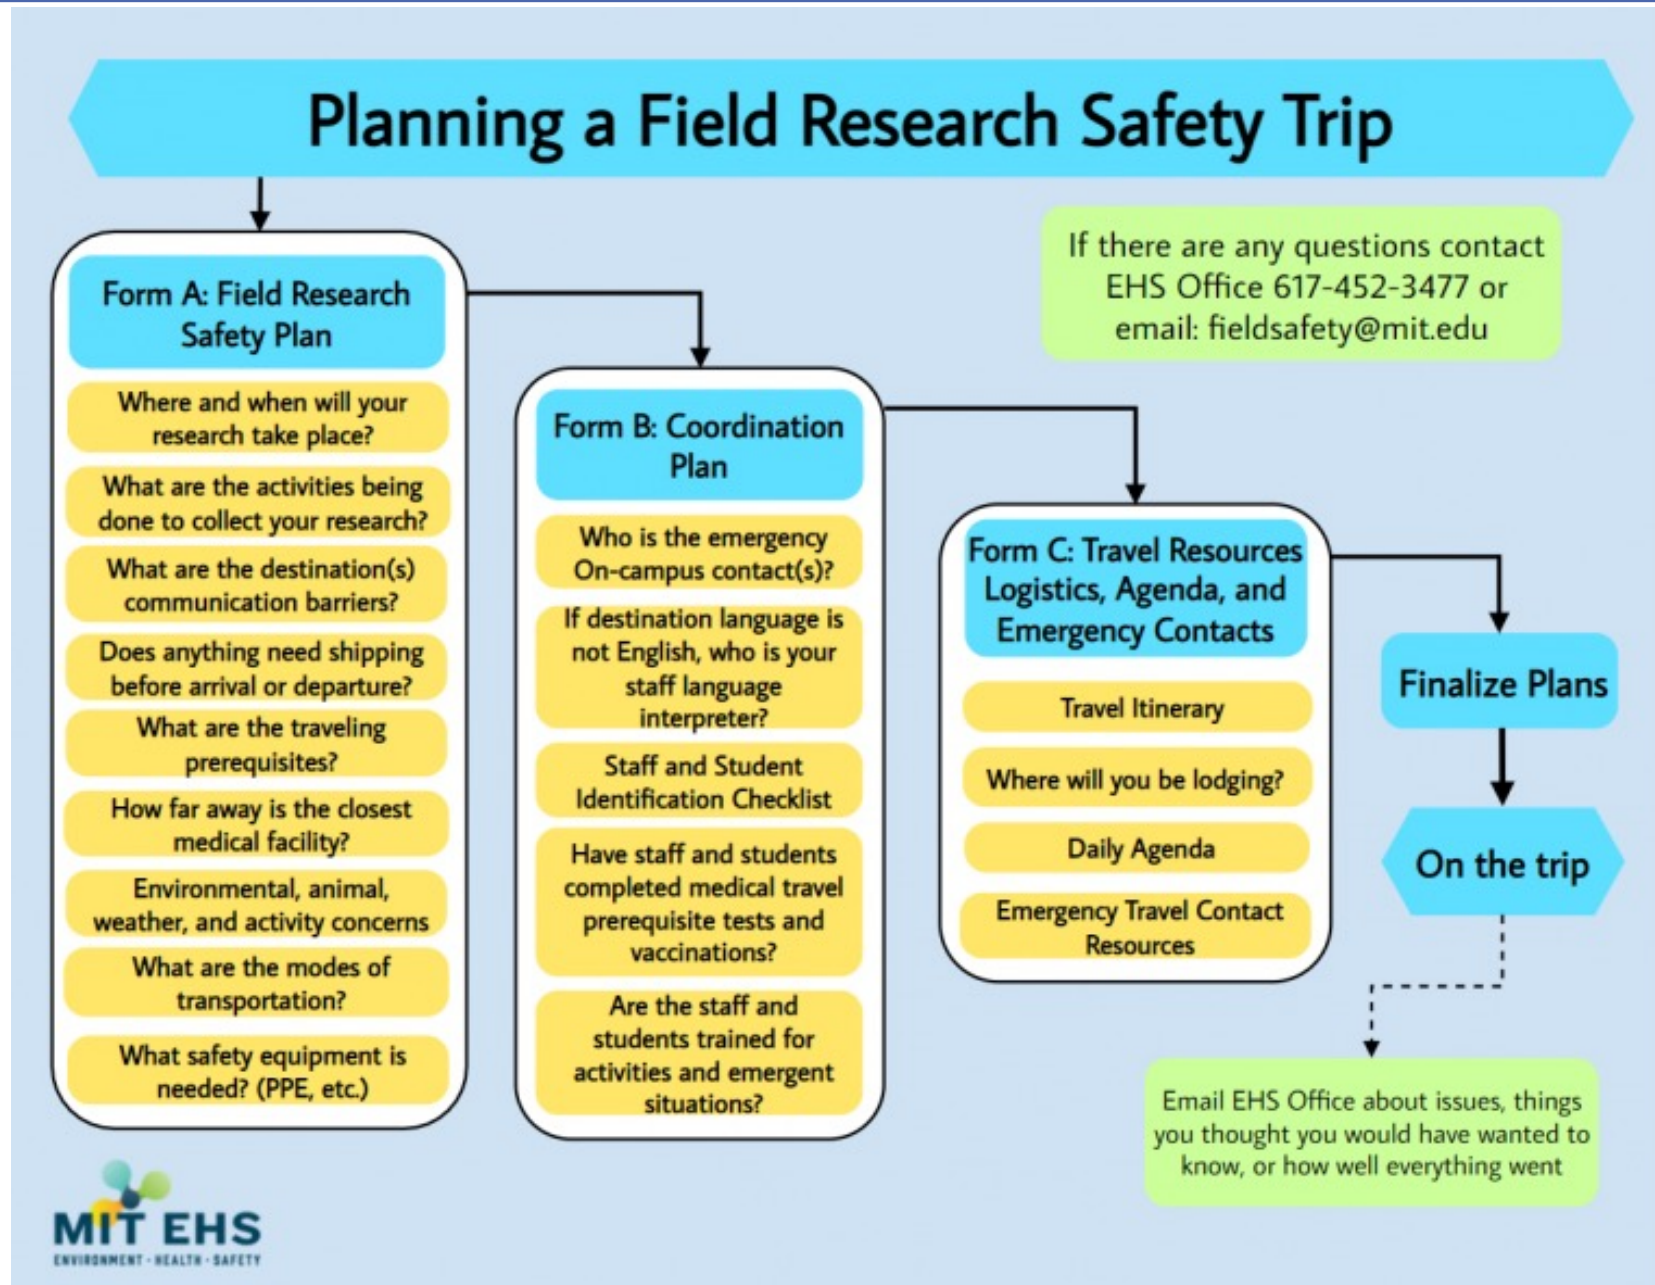 Planning a Field Research Safety Trip
If there are any questions contact
EHS Office 617-452-3477 or
email: fieldsafety@mit.edu
Form A: Field Research
Safety Plan
Where and when will your
research take place?
What are the activities being
done to collect your research?
What are the destination(s)
communication barriers?
Does anything need shipping
before arrival or departure?
What are the traveling
prerequisites?
How far away is the closest
medical facility?
Environmental, animal,
weather, and activity concerns
What are the modes of
transportation?
What safety equipment is
needed? (PPE, etc.)
Form B: Coordination
Plan
Who is the emergency
On-campus contact(s)?
If destination language is
not English, who is your
staff language
interpreter?
Staff and Student
Identification Checklist
Have staff and students
completed medical travel
prerequisite tests and
vaccinations?
Are the staff and
students trained for
activities and emergent
situations?
Form C: Travel Resources
Logistics, Agenda, and
Emergency Contacts
Travel Itinerary
Where will you be lodging?
Daily Agenda
Emergency Travel Contact
Resources
Finalize Plans
On the trip
Email EHS Office about issues, things
you thought you would have wanted to
know, or how well everything went
MIT EHS
ENVIRONMENT · HEALTH · SAFETY